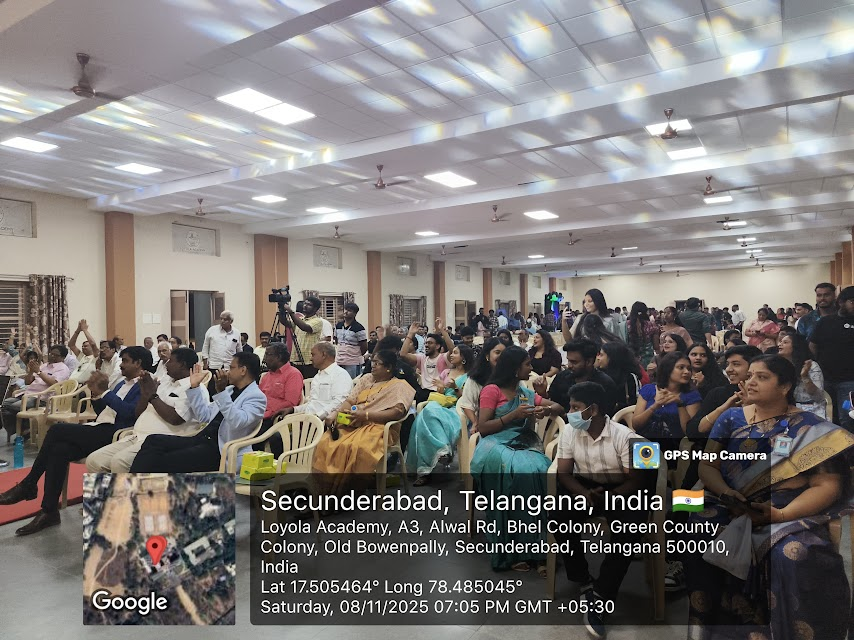 GPS Map Camera
Secunderabad, Telangana, India
Loyola Academy, A3, Alwal Rd, Bhel Colony, Green County
Colony, Old Bowenpally, Secunderabad, Telangana 500010,
India
Lat 17.505464° Long 78.485045°
Saturday, 08/11/2025 07:05 PM GMT +05:30
Google